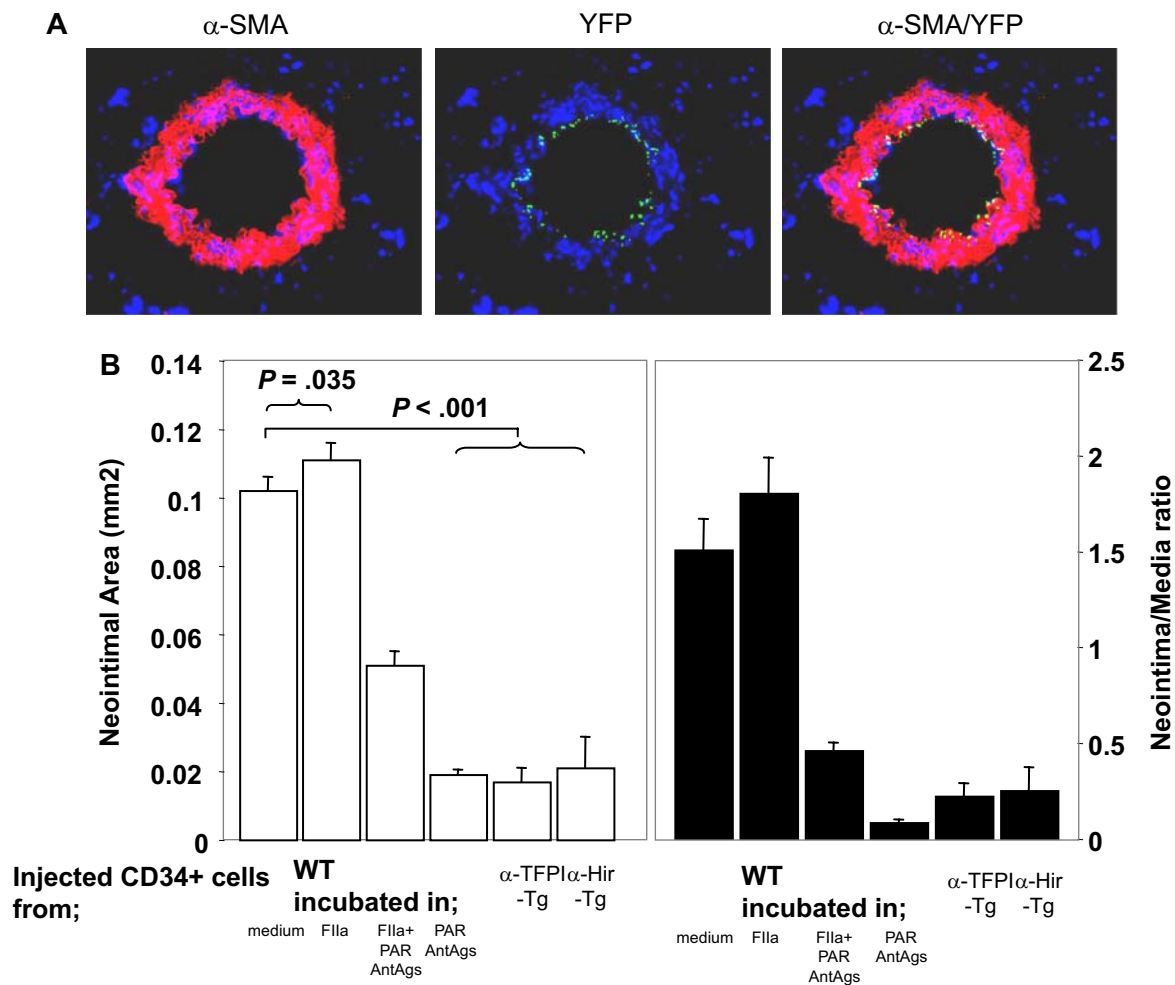 A
α-SMA
YFP
α-SMA/YFP
B
0.14
0.12
0.1
0.08
0.06
0.04
0.02
0
Neointimal Area (mm2)
P = .035
P < .001
2.5
2
1.5
1
0.5
0
Neointima/Media ratio
Injected CD34+ cells
from;
WT
incubated in;
medium
FIIa
FIIa+
PAR
AntAgs
PAR
AntAgs
α-TFPI
-Tg
α-Hir
-Tg
WT
incubated in;
medium
FIIa
FIIa+
PAR
AntAgs
PAR
AntAgs
α-TFPI
-Tg
α-Hir
-Tg